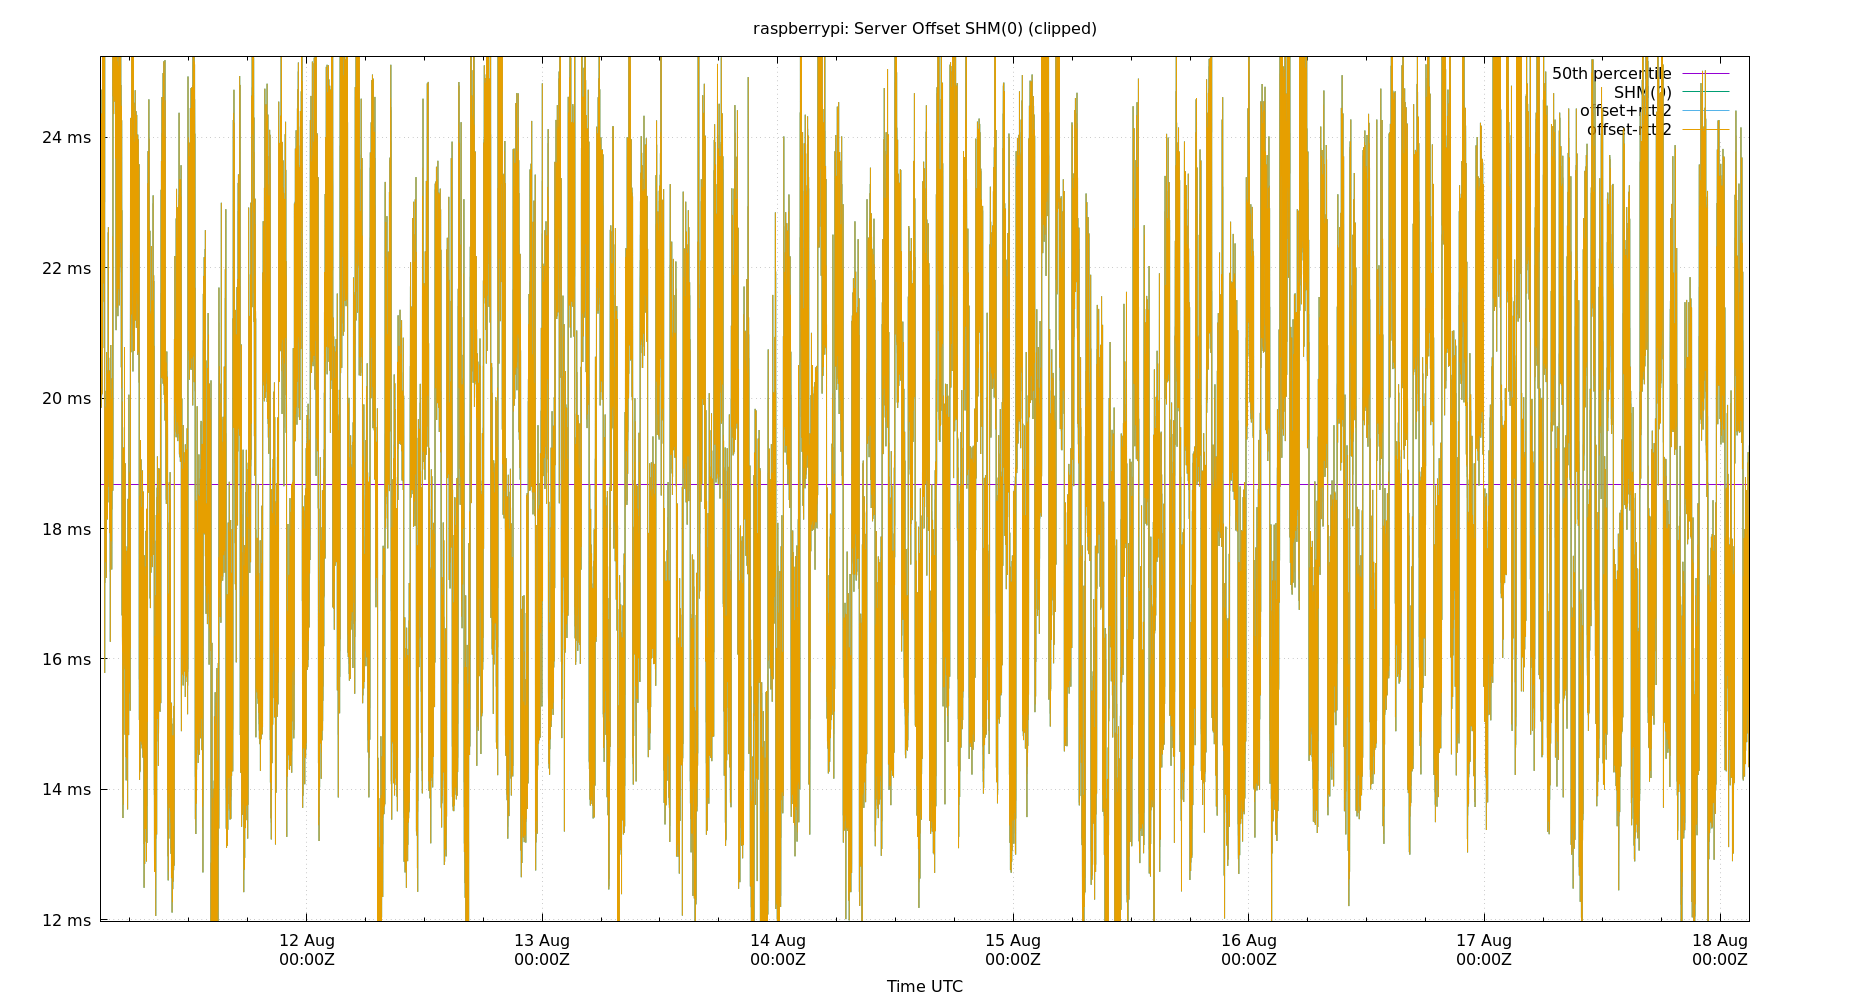 raspberrypi: Server Offset SHM(0) (clipped)
50th percentile
SHM(0)
offset+rtt/2
offset-rtt/2
24 ms
22 ms
20 ms
18 ms
16 ms
14 ms
12 ms
12 Aug 13 Aug 14 Aug 15 Aug 16 Aug 17 Aug 18 Aug
00:00Z 00:00Z 00:00Z 00:00Z 00:00Z 00:00Z 00:00Z
Time UTC